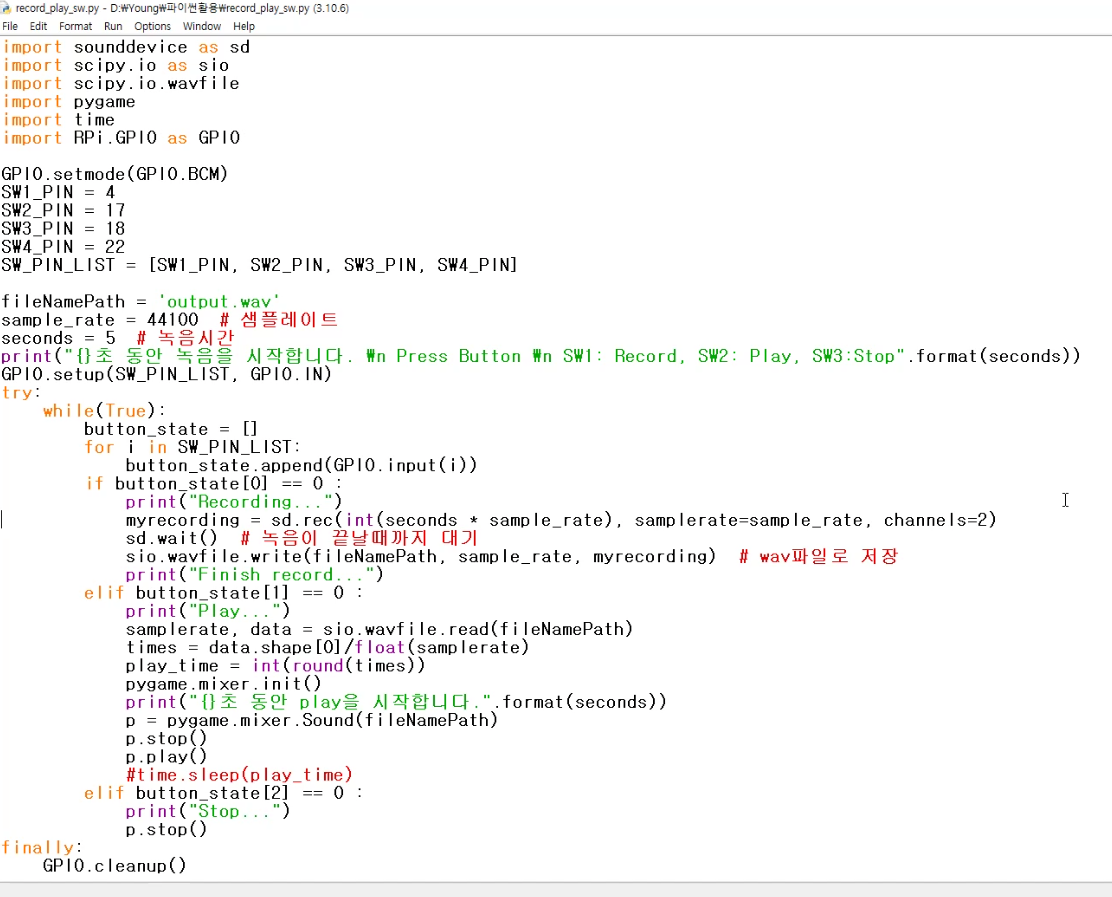 record_play_sw.py - D:₩Young₩파이썬활용₩record_play_sw.py (3.10.6)
File Edit Format Run Options Window Help
import sounddevice as sd
import scipy.io as sio
import scipy.io.wavfile
import pygame
import time
import RPi.GPIO as GPIO
GPIO.setmode(GPIO.BCM)
SW1_PIN = 4
SW2_PIN = 17
SW3_PIN = 18
SW4_PIN = 22
SW_PIN_LIST = [SW1_PIN, SW2_PIN, SW3_PIN, SW4_PIN]
fileNamePath = 'output.wav'
sample_rate = 44100  # 샘플레이트
seconds = 5  # 녹음시간
print("{}초 동안 녹음을 시작합니다. ₩n Press Button ₩n SW1: Record, SW2: Play, SW3:Stop".format(seconds))
GPIO.setup(SW_PIN_LIST, GPIO.IN)
try:
    while(True):
        button_state = []
        for i in SW_PIN_LIST:
            button_state.append(GPIO.input(i))
        if button_state[0] == 0 :
            print("Recording...")
            myrecording = sd.rec(int(seconds * sample_rate), samplerate=sample_rate, channels=2)
            sd.wait()  # 녹음이 끝날때까지 대기
            sio.wavfile.write(fileNamePath, sample_rate, myrecording)  # wav파일로 저장
            print("Finish record...")
        elif button_state[1] == 0 :
            print("Play...")
            samplerate, data = sio.wavfile.read(fileNamePath)
            times = data.shape[0]/float(samplerate)
            play_time = int(round(times))
            pygame.mixer.init()
            print("{}초 동안 play을 시작합니다.".format(seconds))
            p = pygame.mixer.Sound(fileNamePath)
            p.stop()
            p.play()
            #time.sleep(play_time)
        elif button_state[2] == 0 :
            print("Stop...")
            p.stop()
finally:
    GPIO.cleanup()